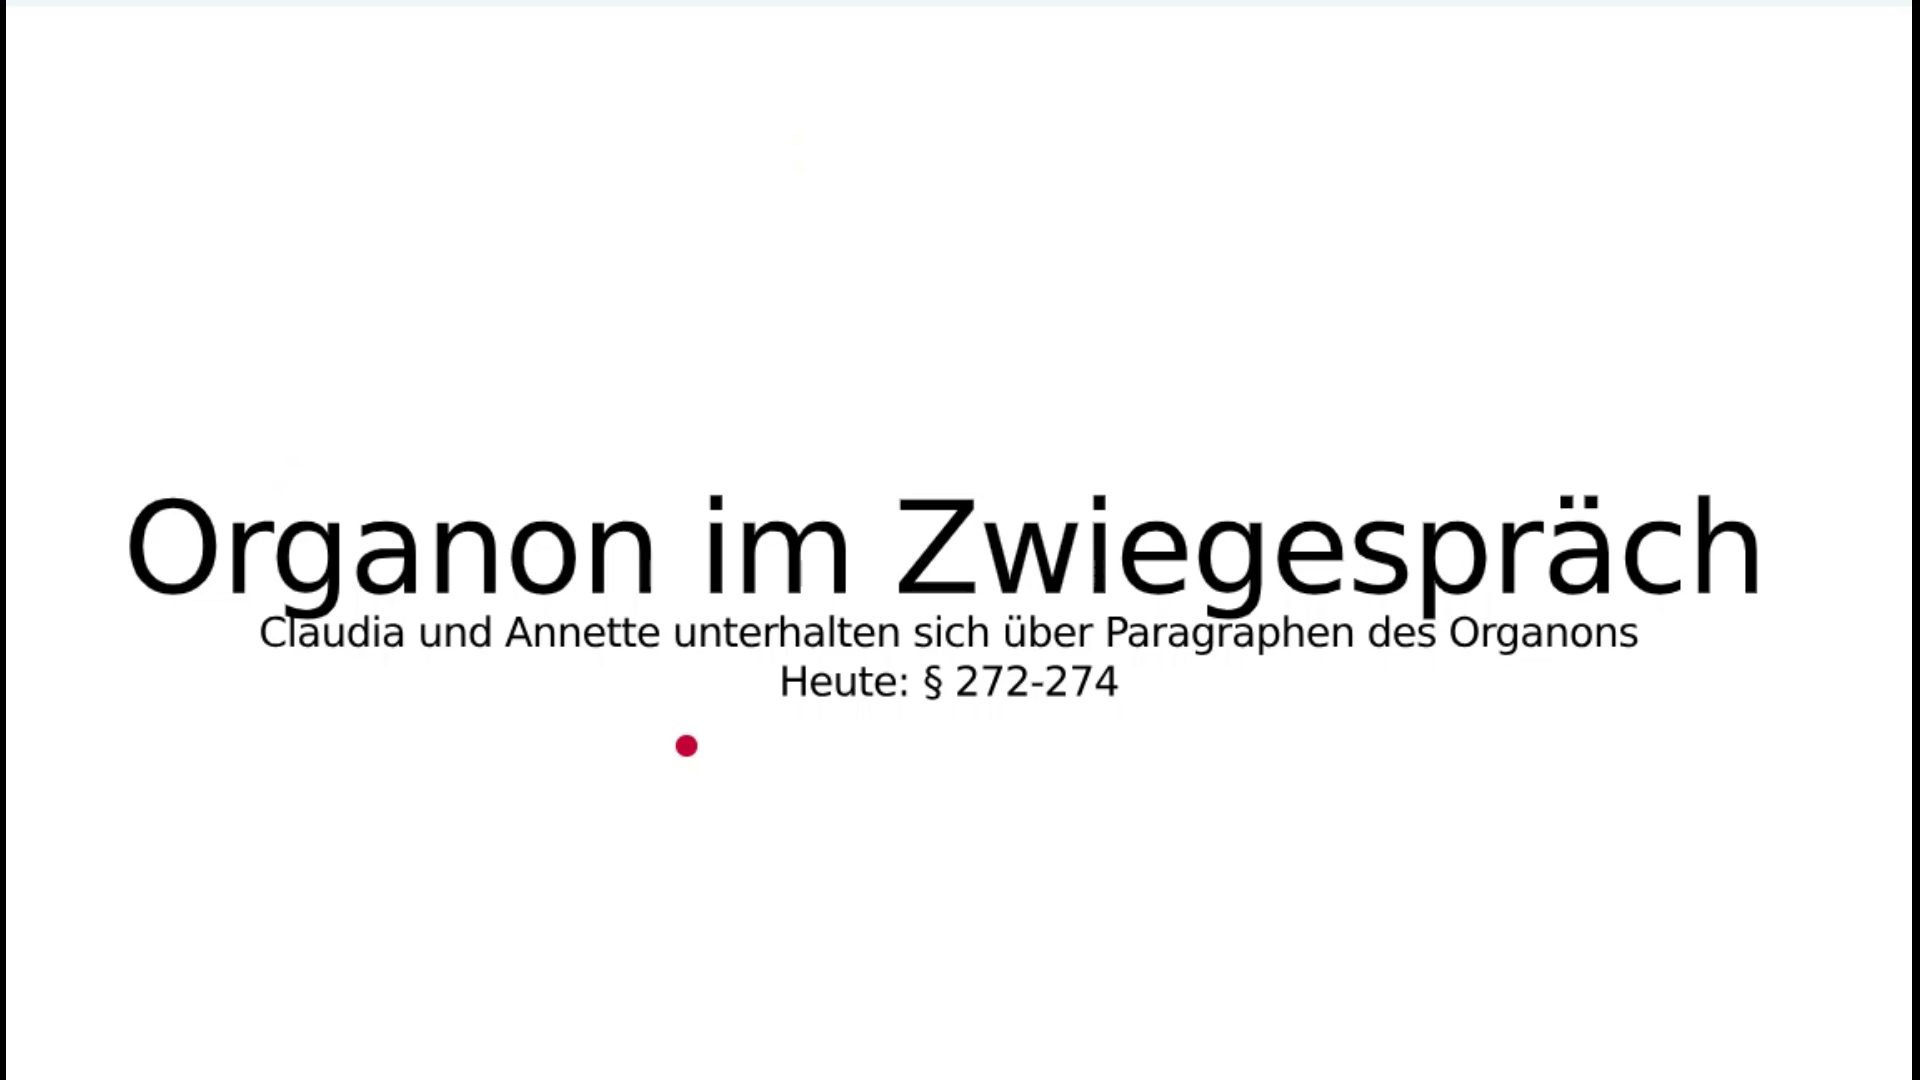 Organon im Zwiegespräch
Claudia und Annette unterhalten sich über Paragraphen des Organons
Heute: § 272-274